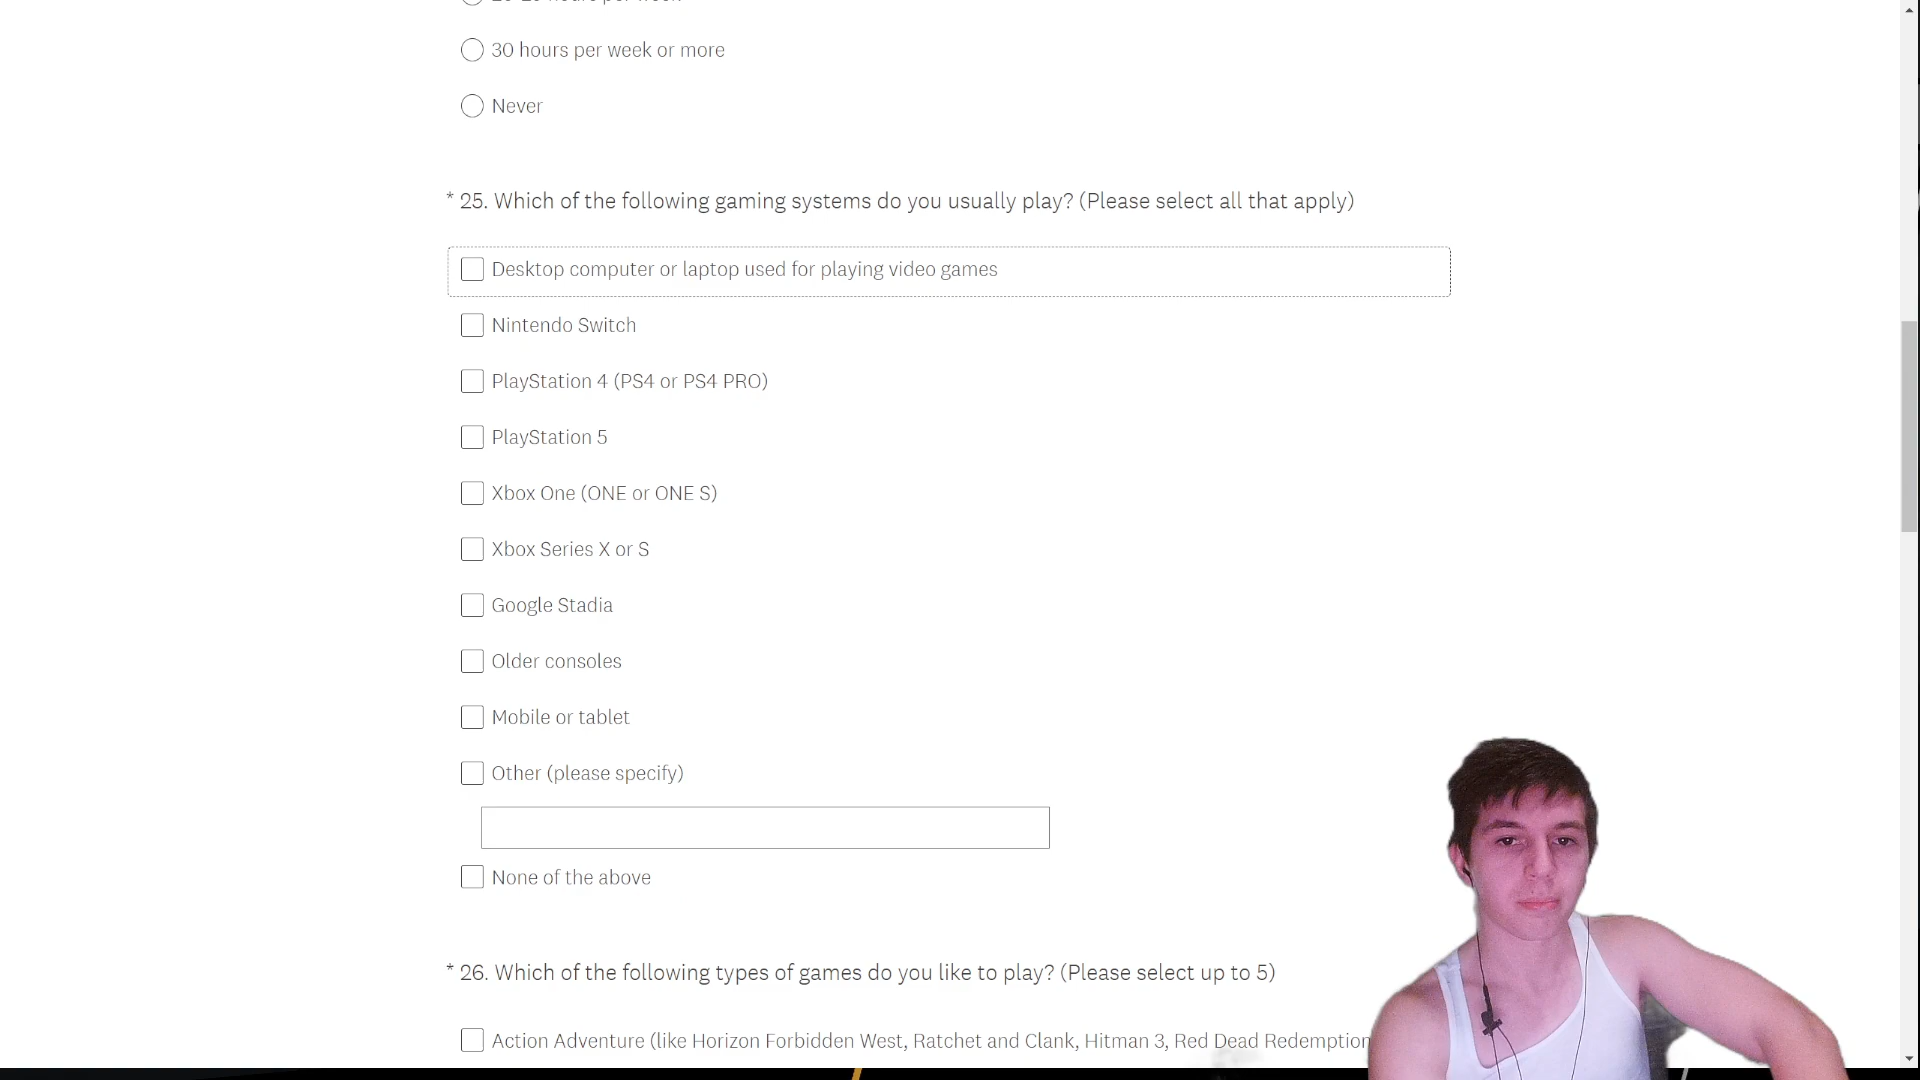 30 hours per week or more
Never
* 25. Which of the following gaming systems do you usually play? (Please select all that apply)
Desktop computer or laptop used for playing video games
Nintendo Switch
PlayStation 4 (PS4 or PS4 PRO)
PlayStation 5
Xbox One (ONE or ONE S)
Xbox Series X or S
Google Stadia
Older consoles
Mobile or tablet
Other (please specify)
None of the above
* 26. Which of the following types of games do you like to play? (Please select up to 5)
Action Adventure (like Horizon Forbidden West, Ratchet and Clank, Hitman 3, Red Dead Redemption